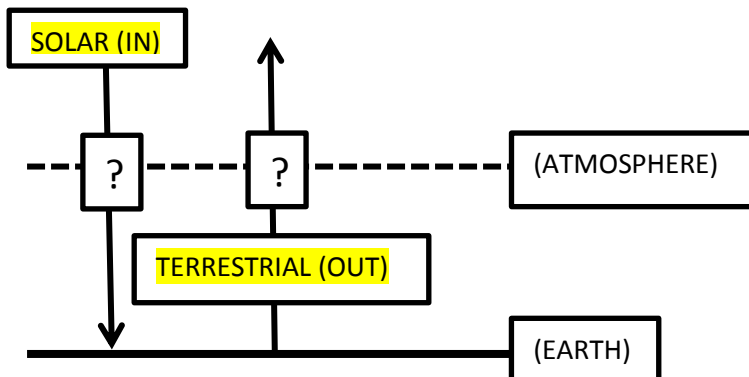 SOLAR (IN)
? ? (ATMOSPHERE)
TERRESTRIAL (OUT)
(EARTH)